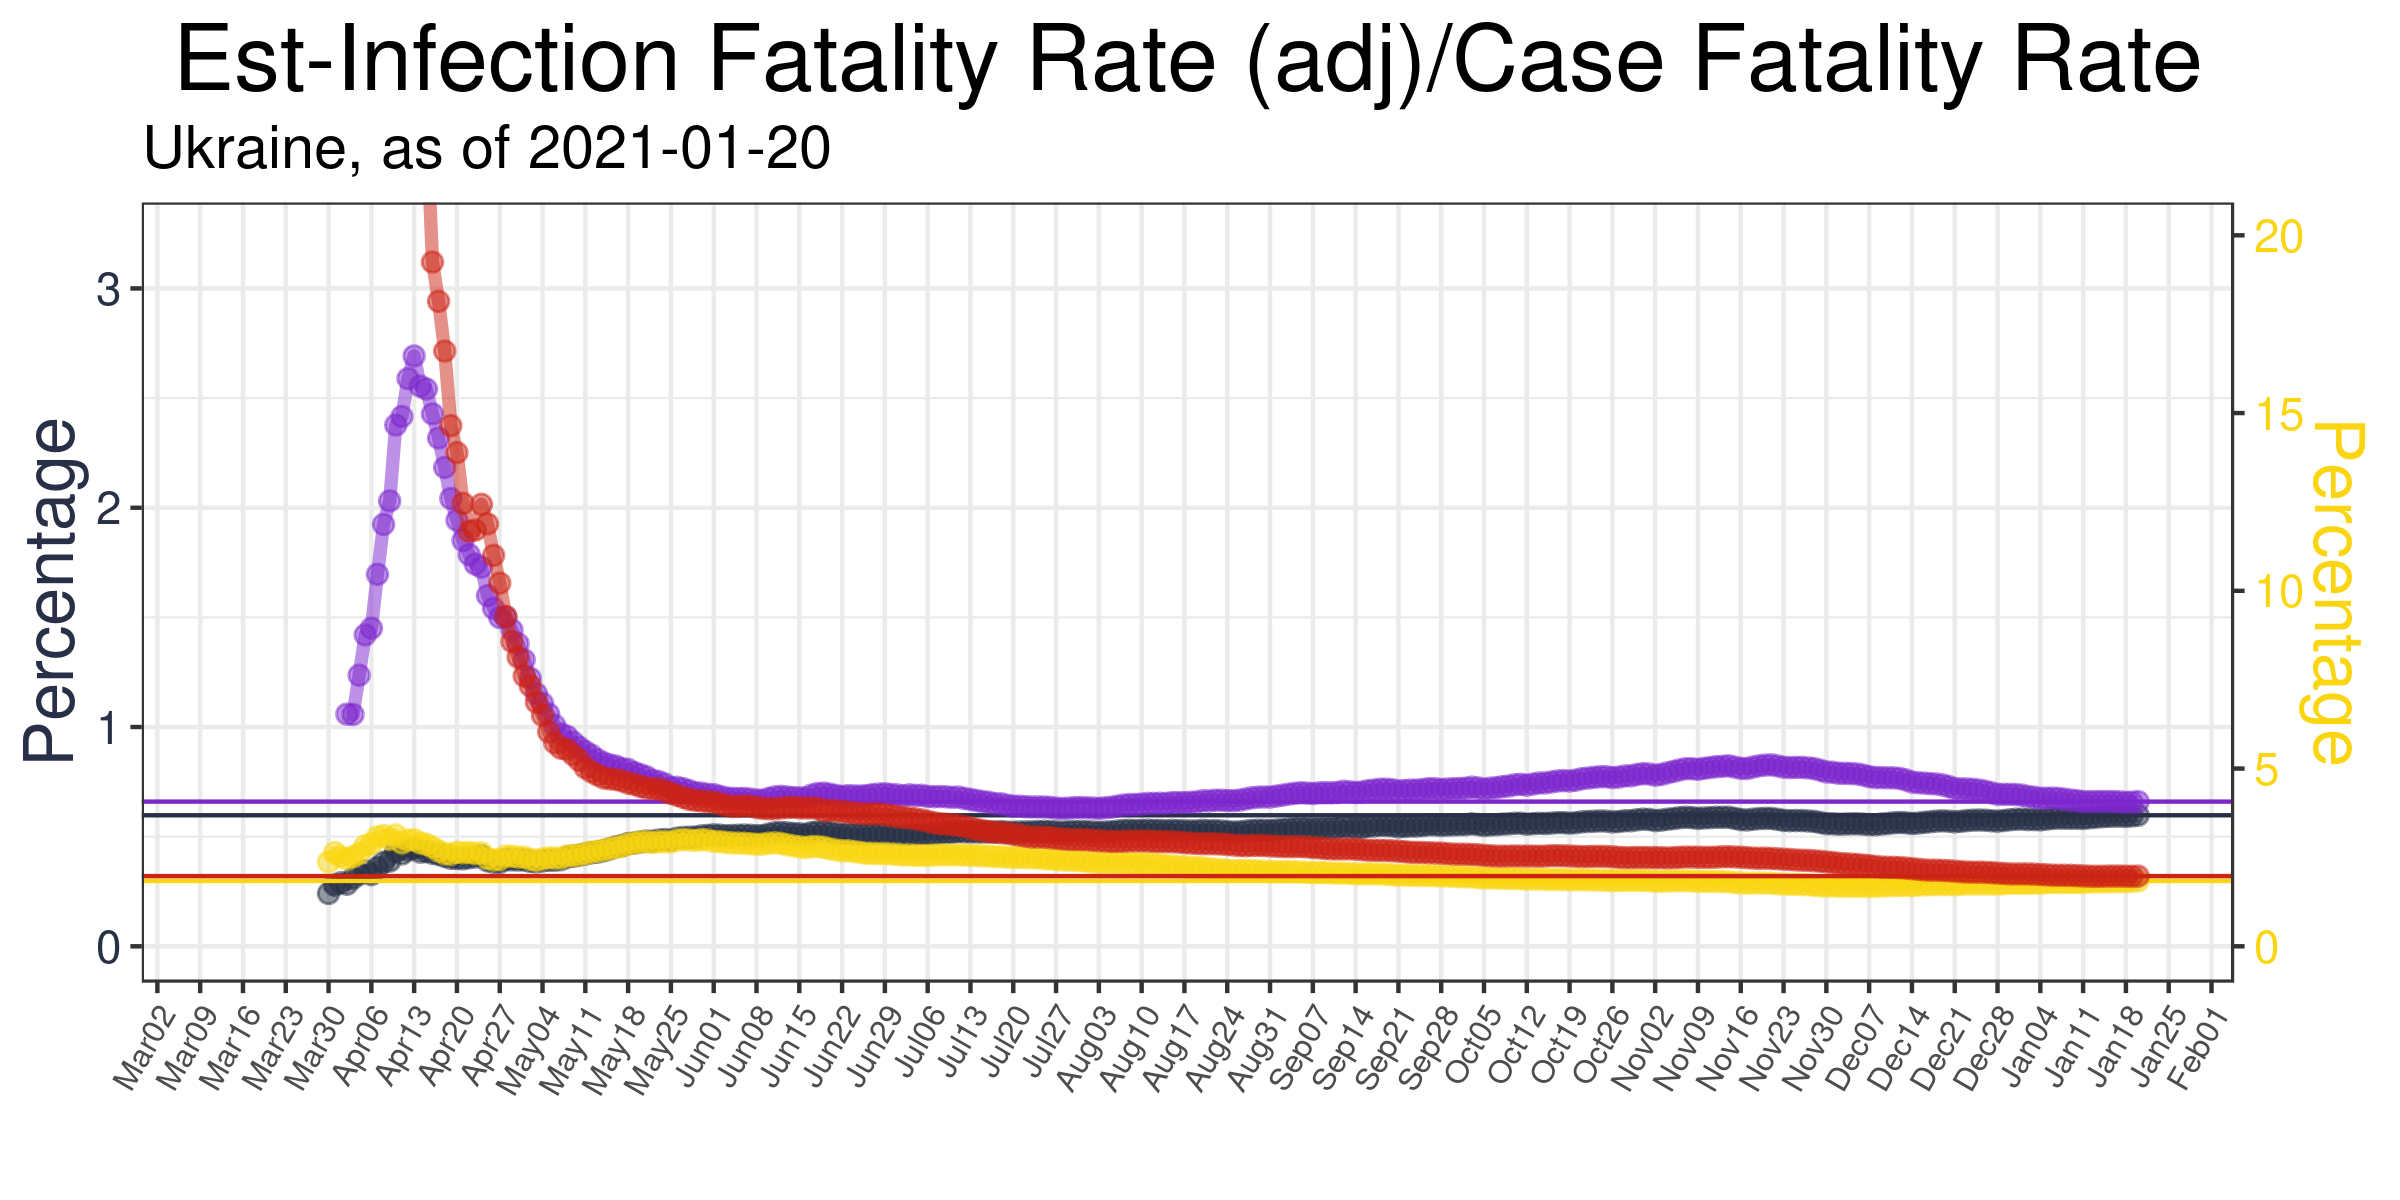 Est-Infection Fatality Rate (adj)/Case Fatality Rate
Ukraine, as of 2021-01-20
Percentage
3
2
1
0
20
15
10
5
0
Percentage
Mar02
Mar09
Mar16
Mar23
Mar30
Apr06
Apr13
Apr20
Apr27
May04
May11
May18
May25
Jun01
Jun08
Jun15
Jun22
Jun29
Jul06
Jul13
Jul20
Jul27
Aug03
Aug10
Aug17
Aug24
Aug31
Sep07
Sep14
Sep21
Sep28
Oct05
Oct12
Oct19
Oct26
Nov02
Nov09
Nov16
Nov23
Nov30
Dec07
Dec14
Dec21
Dec28
Jan04
Jan11
Jan18
Jan25
Feb01